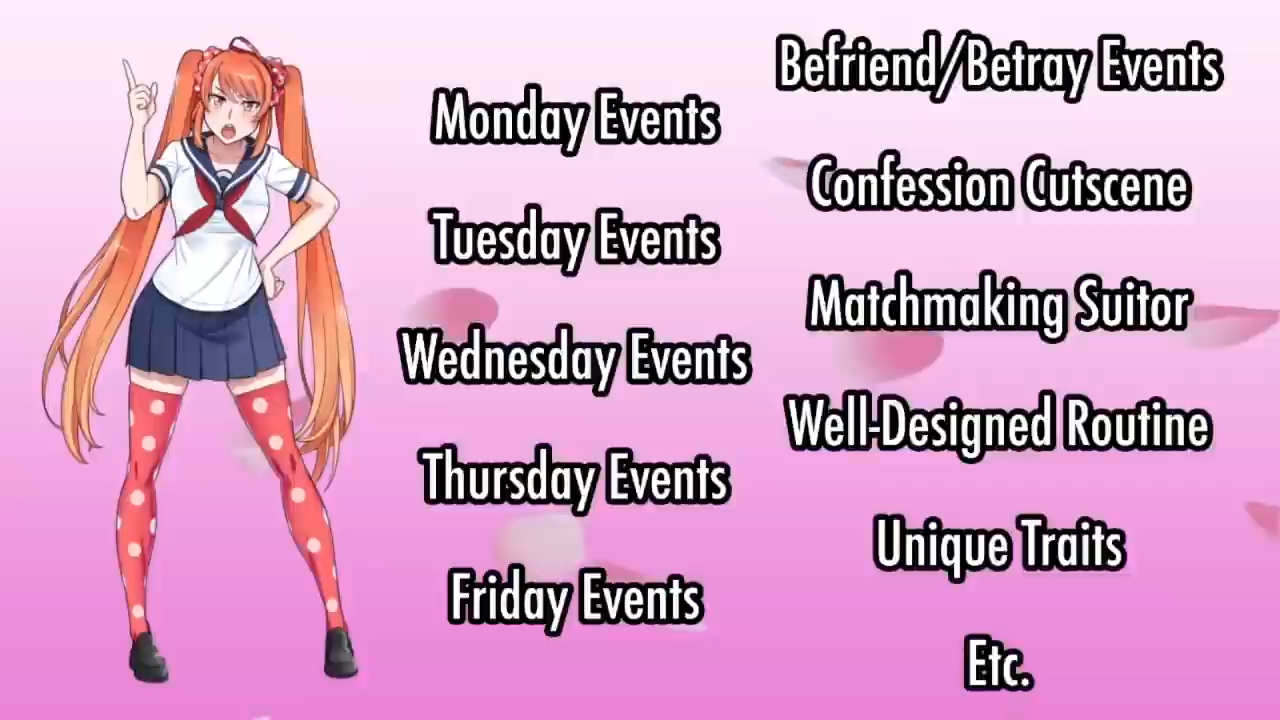 Monday Events
Tuesday Events
Wednesday Events
Thursday Events
Friday Events
Befriend/Betray Events
Confession Cutscene
Matchmaking Suitor
Well-Designed Routine
Unique Traits
Etc.